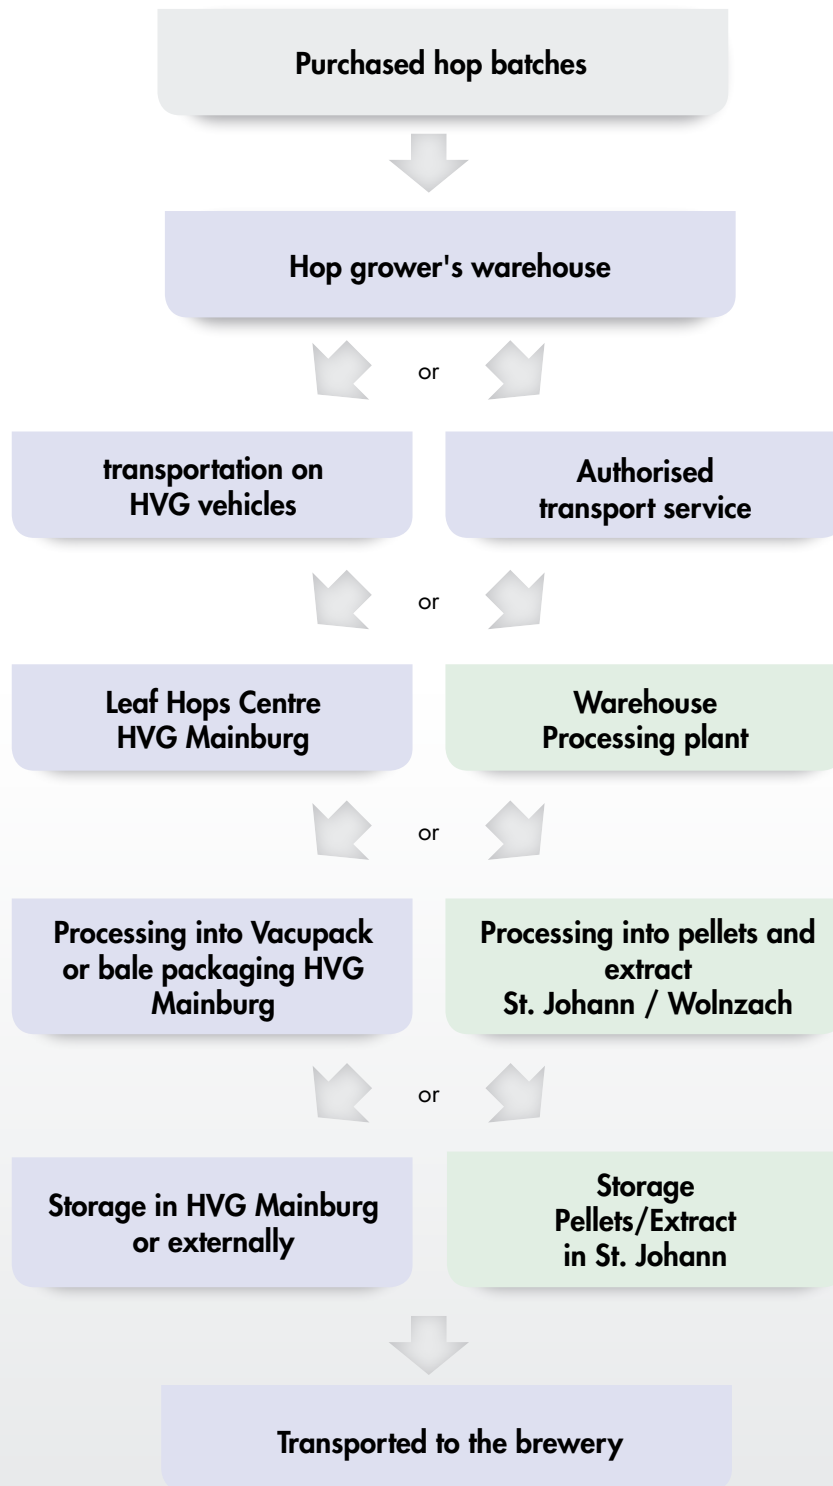 Purchased hop batches
Hop grower's warehouse
or
transportation on
HVG vehicles
Authorised
transport service
or
Leaf Hops Centre
HVG Mainburg
Warehouse
Processing plant
or
Processing into Vacupack
or bale packaging HVG
Mainburg
Processing into pellets and
extract
St. Johann / Wolnzach
or
Storage in HVG Mainburg
or externally
Storage
Pellets/Extract
in St. Johann
Transported to the brewery